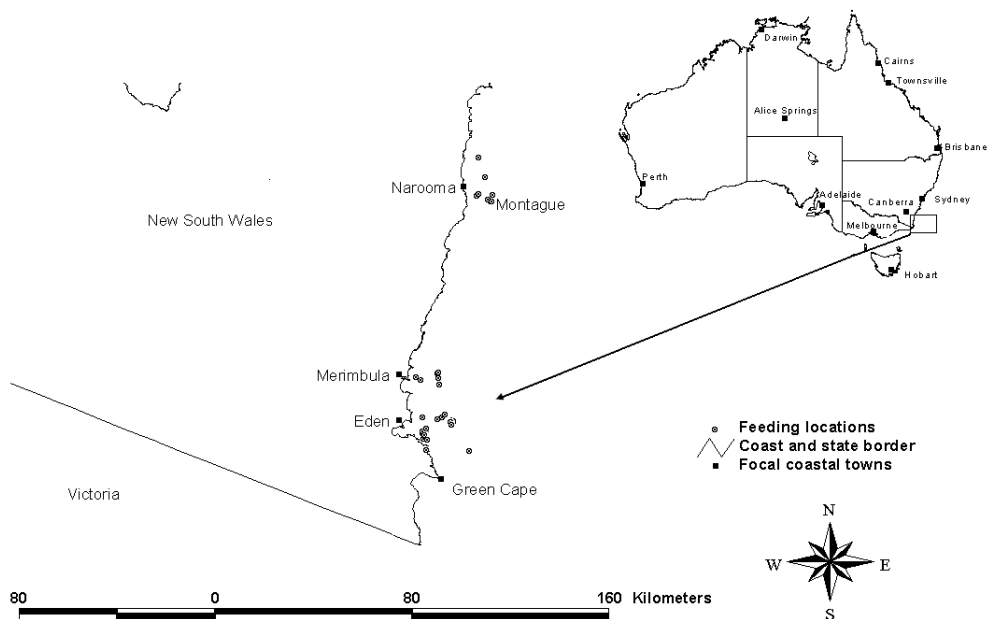 Darwin
Cairns
Townsville
Alice Springs
Brisbane
Perth
Adelaide
Canberra
Sydney
Melbourne
Hobart
Narooma
Montague
New South Wales
Merimbula
Eden
Green Cape
Victoria
Feeding locations
Coast and state border
Focal coastal towns
N
W E
S
80 0 80 160 Kilometers